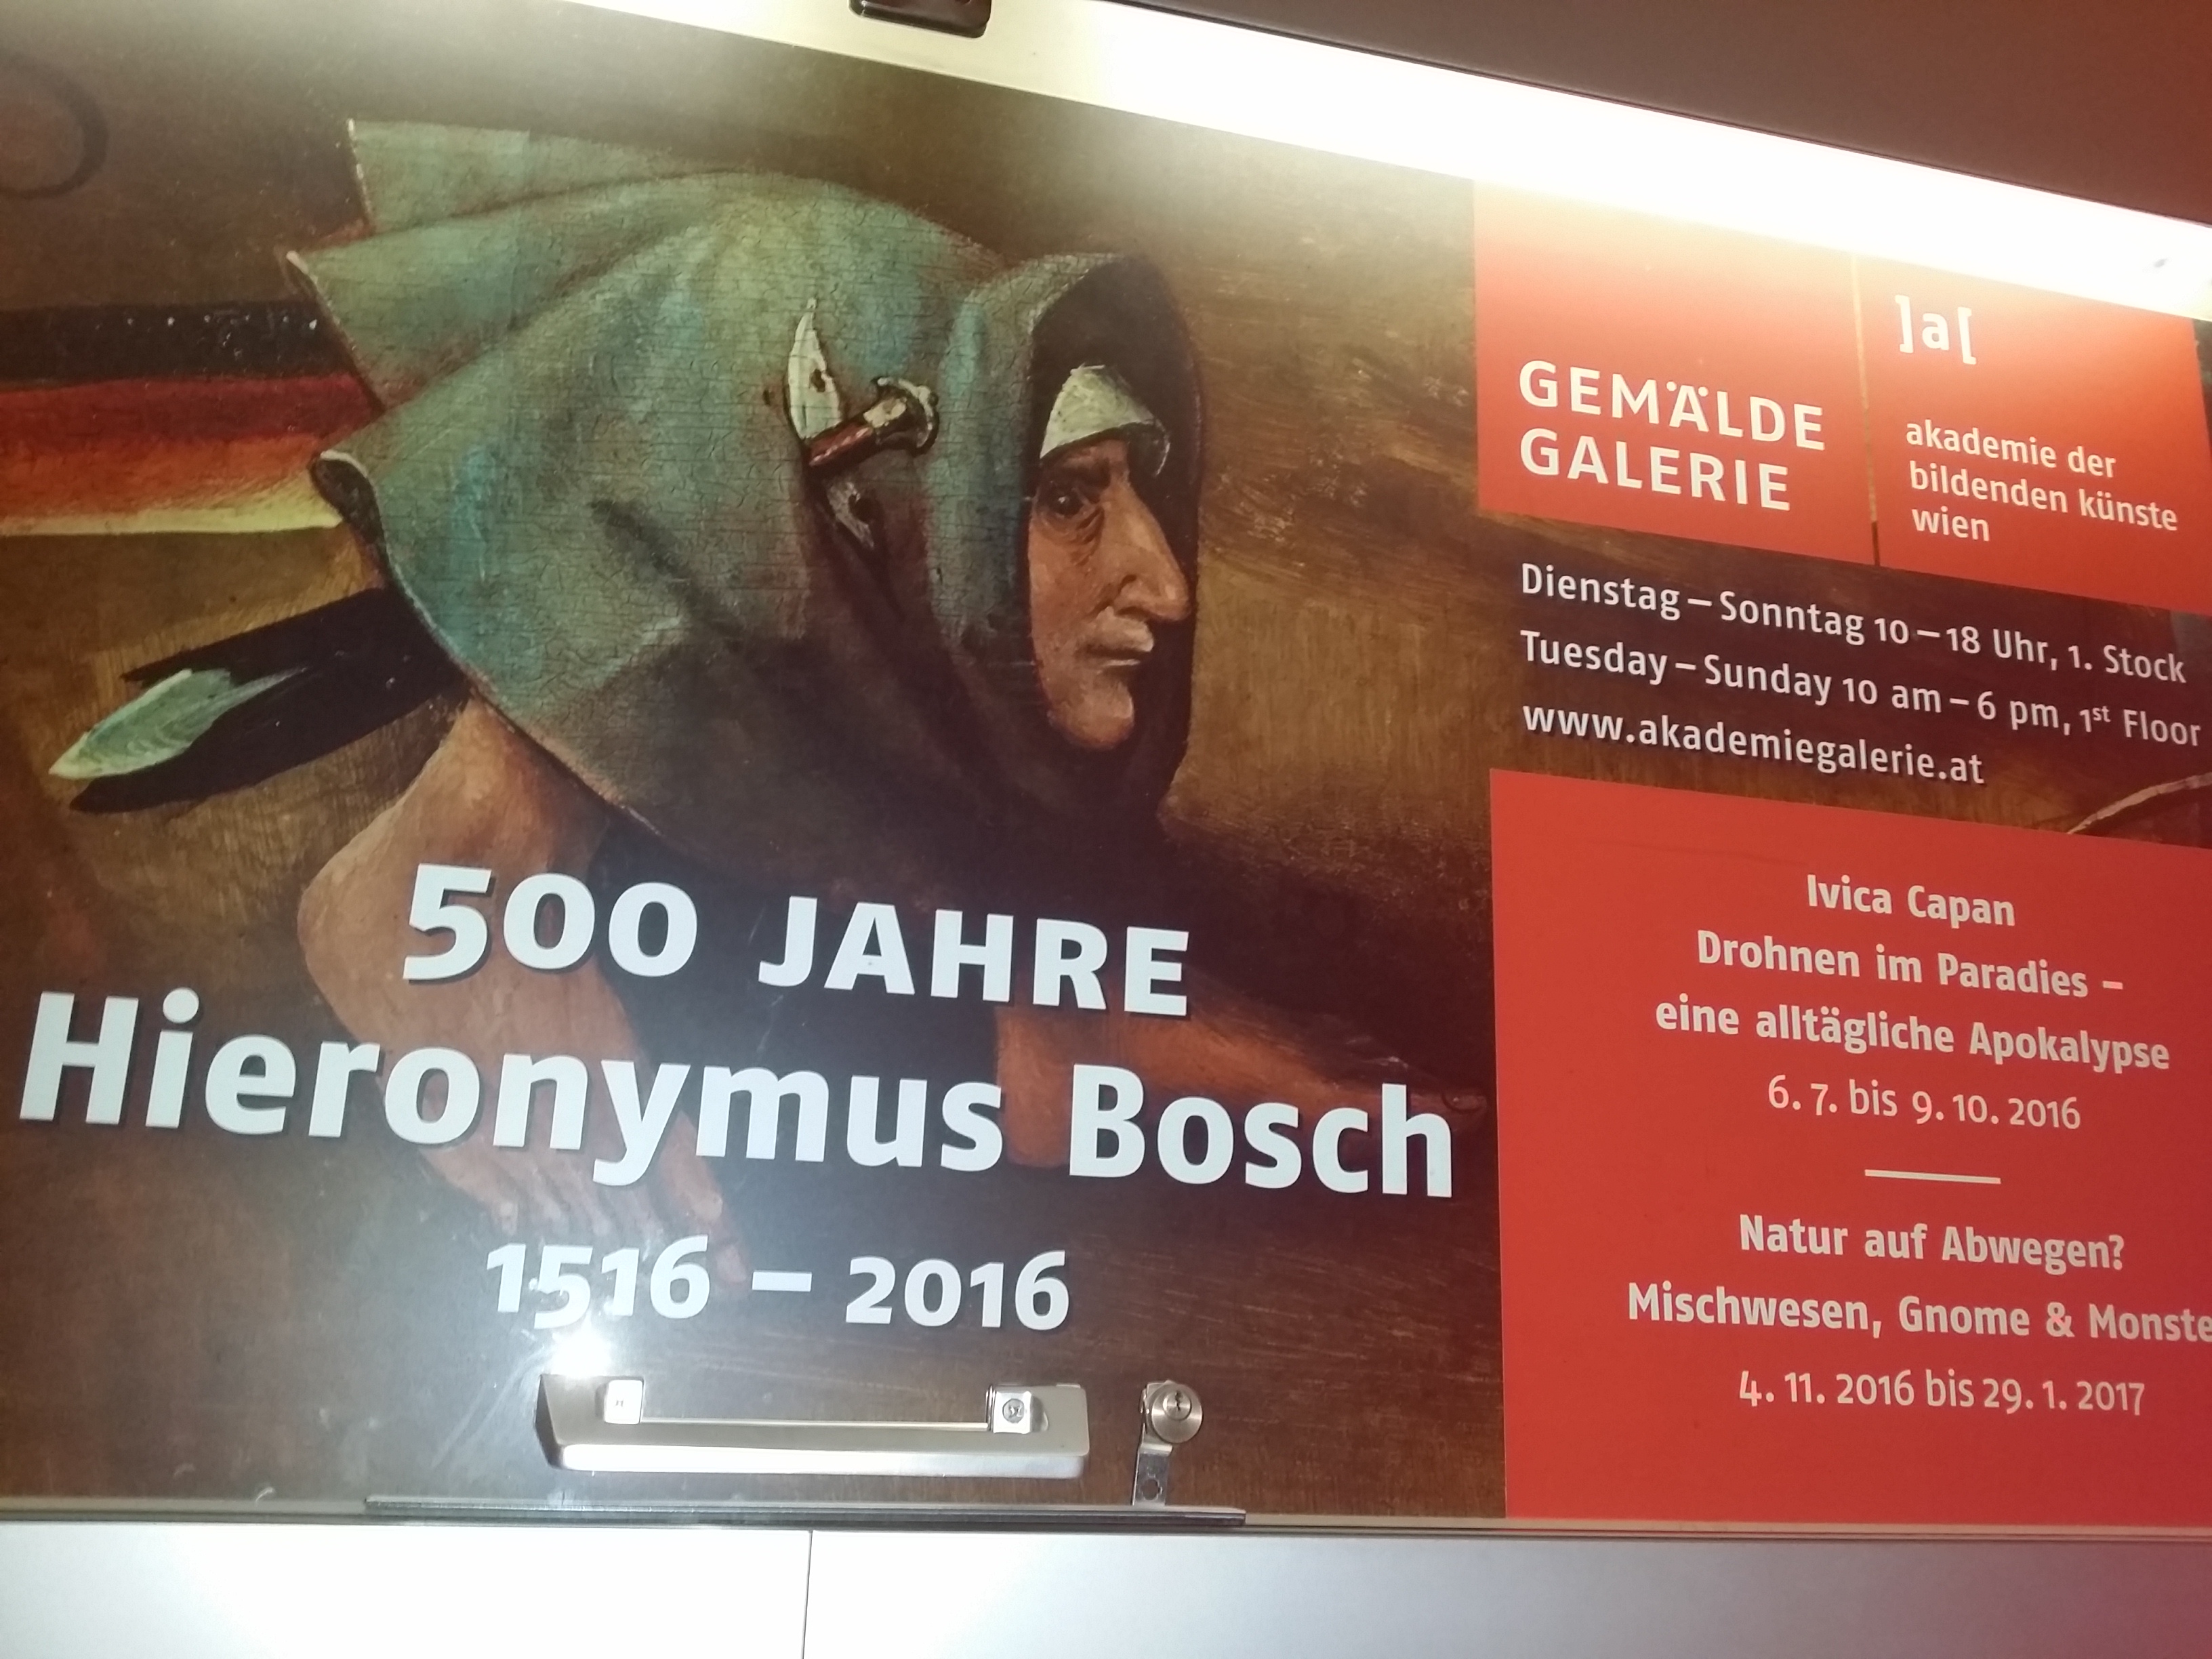 500 JAHRE
Hieronymus Bosch
1516 – 2016
GEMÄLDE
GALERIE
]a[
akademie der
bildenden künste
wien
Dienstag – Sonntag 10 – 18 Uhr, 1. Stock
Tuesday – Sunday 10 am – 6 pm, 1st Floor
www.akademiegalerie.at
Ivica Capan
Drohnen im Paradies –
eine alltägliche Apokalypse
6. 7. bis 9. 10. 2016
Natur auf Abwegen?
Mischwesen, Gnome & Monste
4. 11. 2016 bis 29. 1. 2017